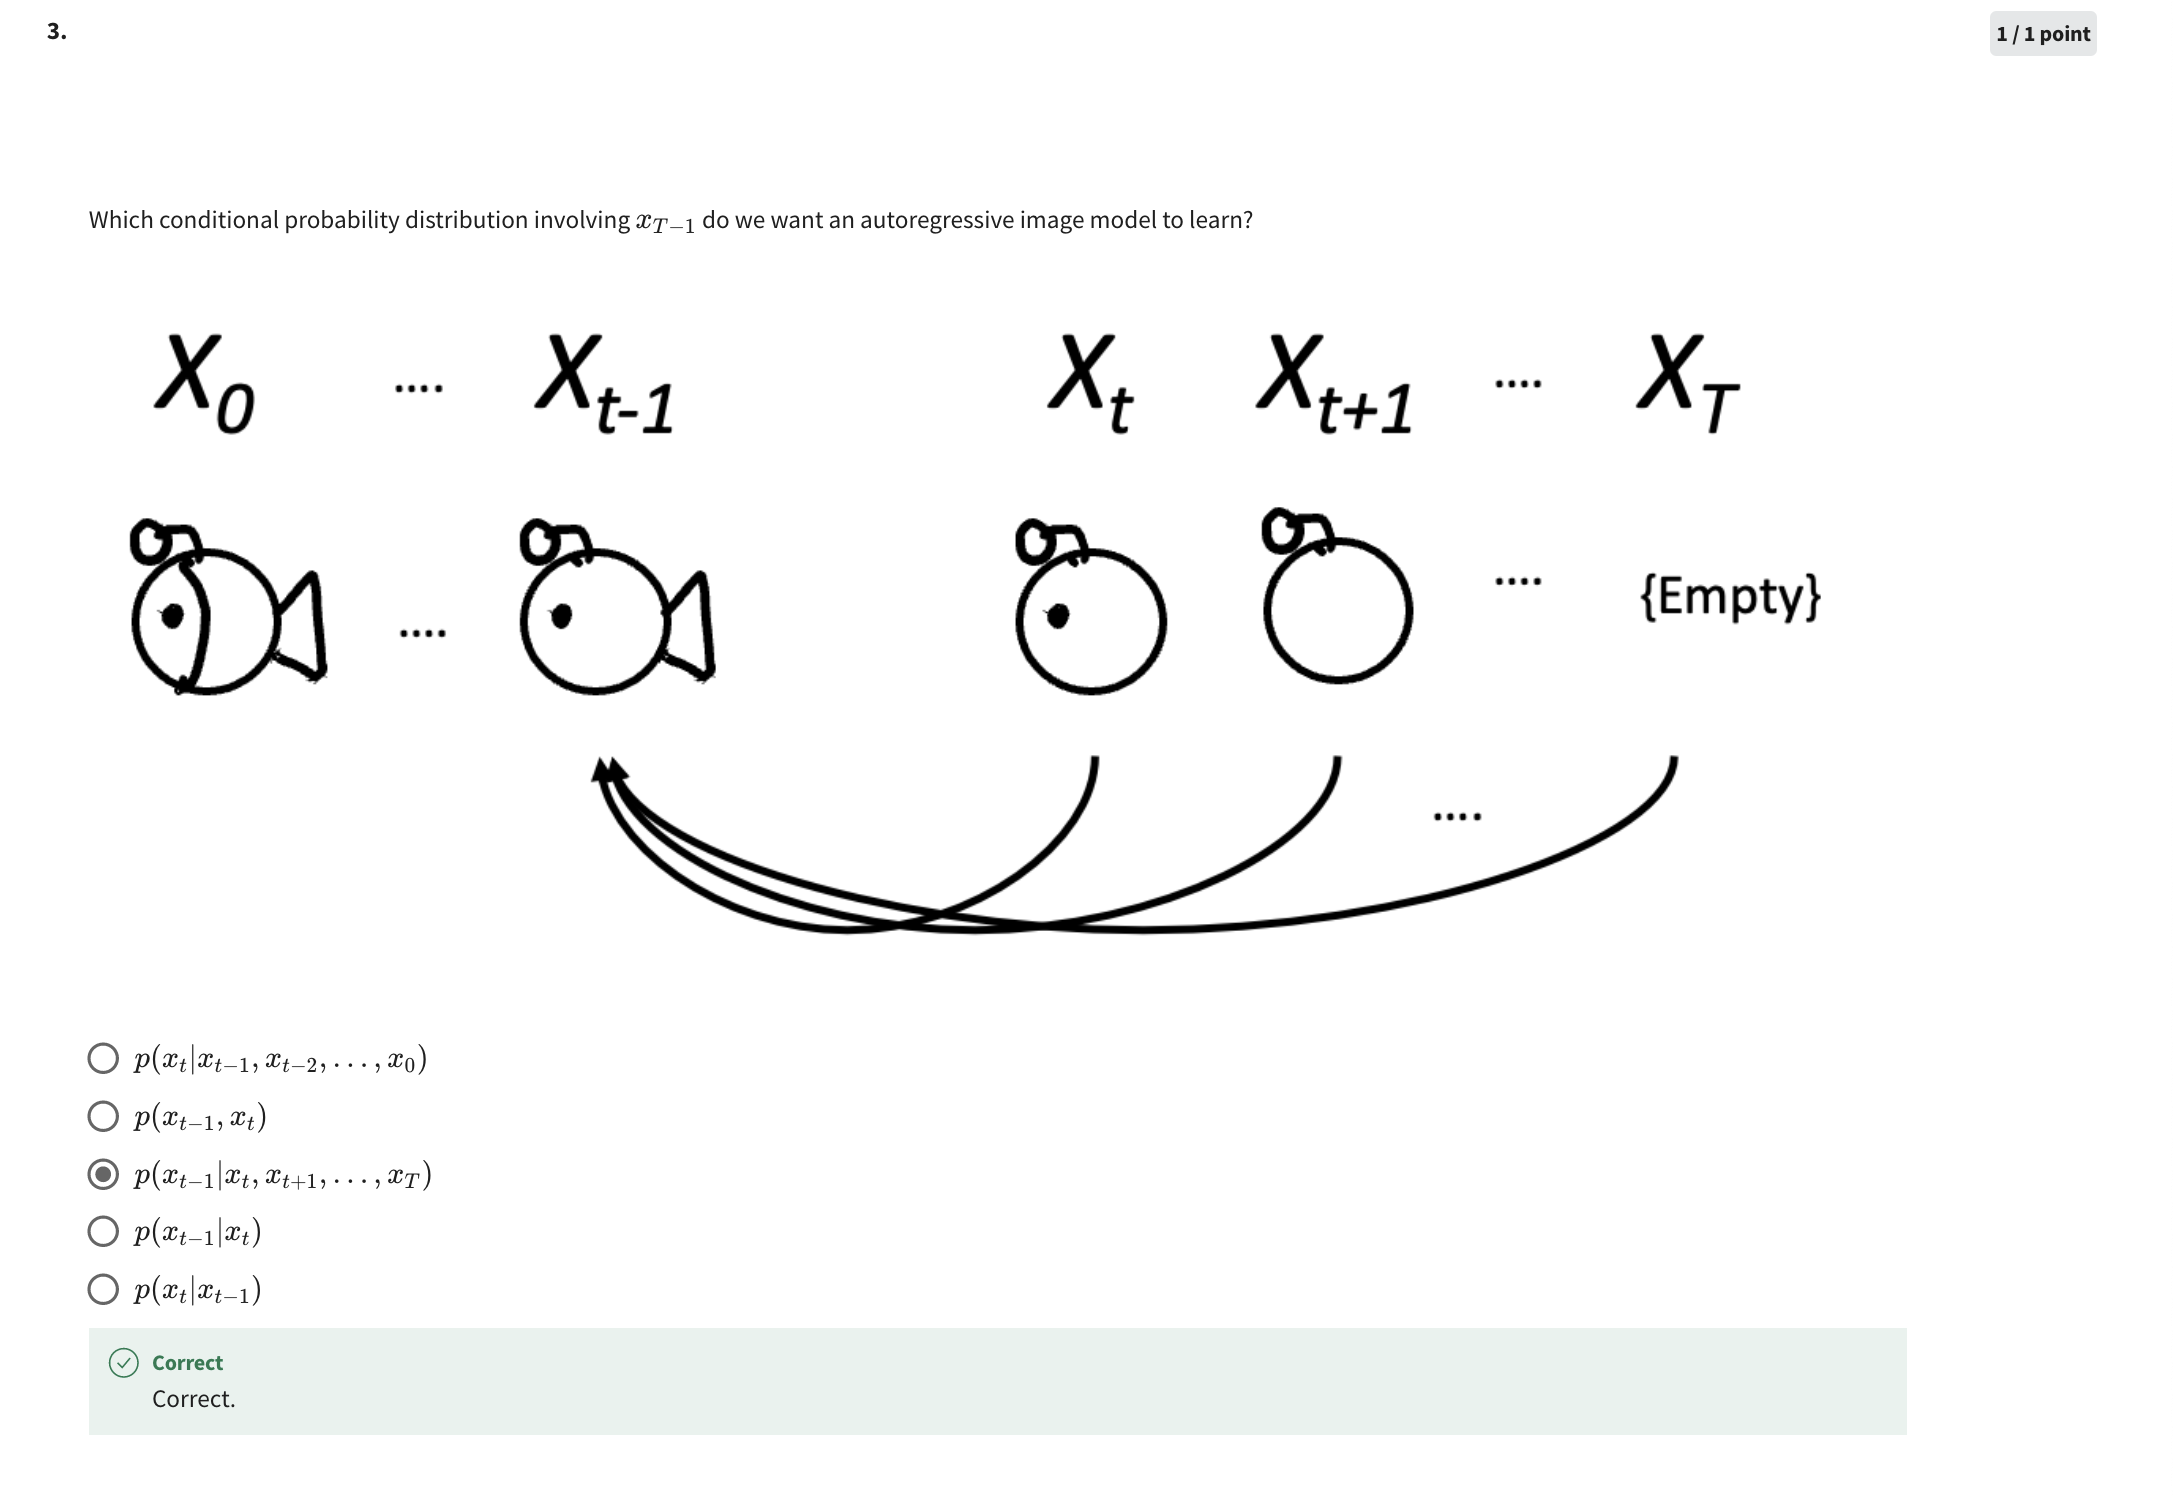 3.
1 / 1 point
Which conditional probability distribution involving x_{T−1} do we want an autoregressive image model to learn?
X_0 .... X_{t-1} X_t X_{t+1} .... X_T
.... .... {Empty}
....
p(x_t|x_{t−1}, x_{t−2}, . . . , x_0)
p(x_{t−1}, x_t)
p(x_{t−1}|x_t, x_{t+1}, . . . , x_T)
p(x_{t−1}|x_t)
p(x_t|x_{t−1})
Correct
Correct.